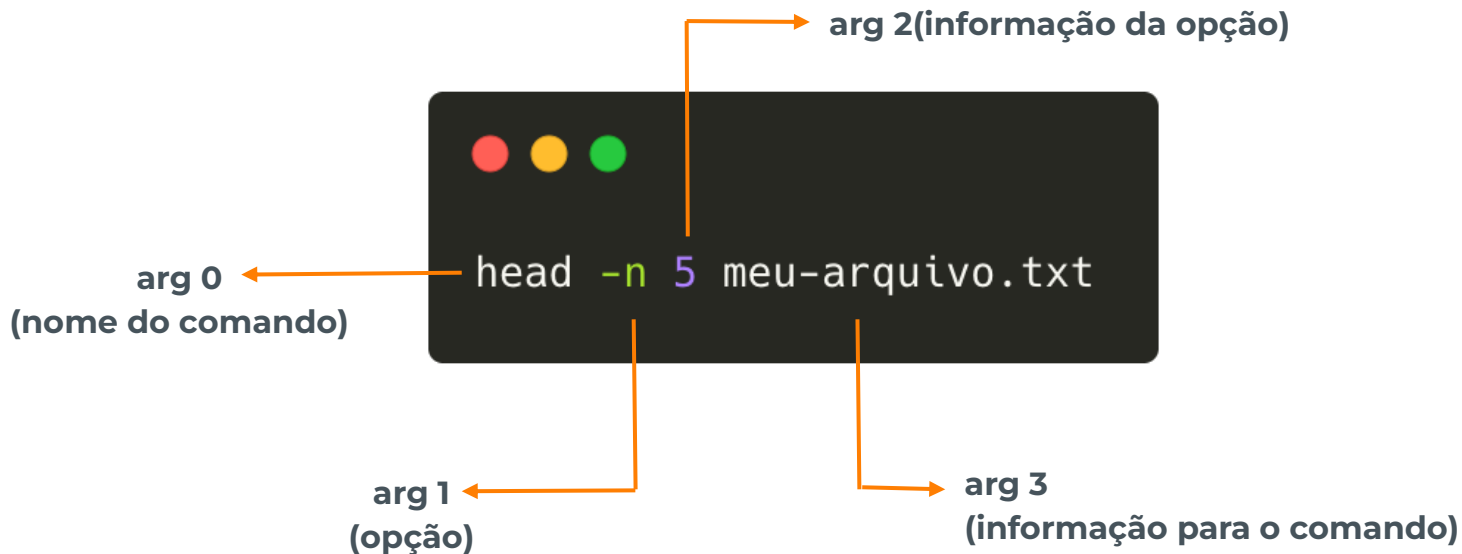 arg 2(informação da opção)
head -n 5 meu-arquivo.txt
arg 0
(nome do comando)
arg 1
(opção)
arg 3
(informação para o comando)